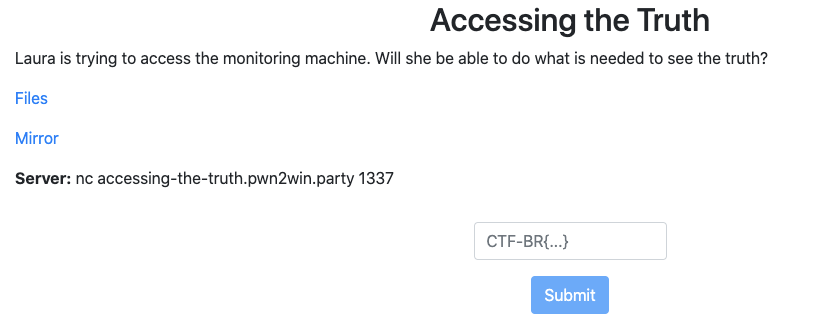 Accessing the Truth
Laura is trying to access the monitoring machine. Will she be able to do what is needed to see the truth?
Files
Mirror
Server: nc accessing-the-truth.pwn2win.party 1337
CTF-BR{...}
Submit